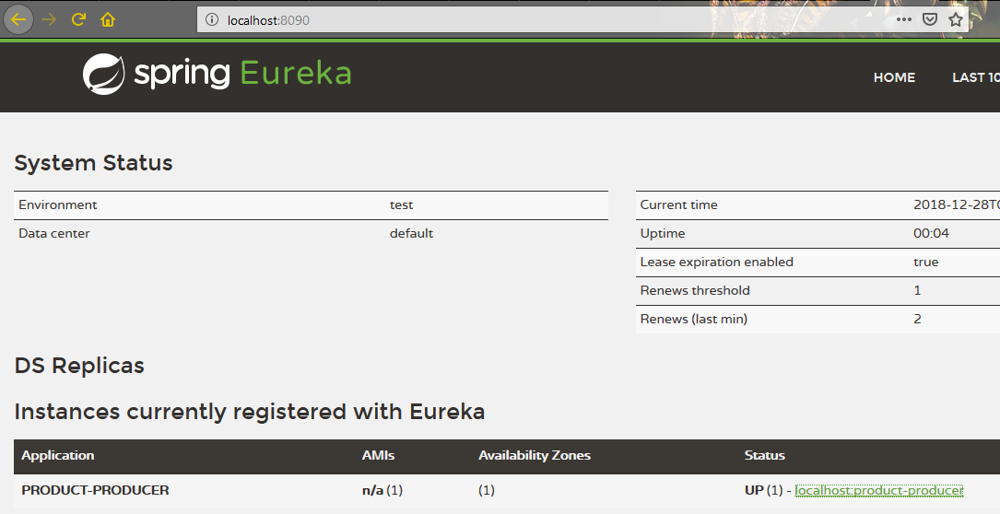 localhost:8090
spring Eureka
HOME LAST 10
System Status
Environment test
Data center default
Current time 2018-12-28T0
Uptime 00:04
Lease expiration enabled true
Renews threshold 1
Renews (last min) 2
DS Replicas
Instances currently registered with Eureka
Application AMIs Availability Zones Status
PRODUCT-PRODUCER n/a (1) (1) UP (1) - localhost:product-producer